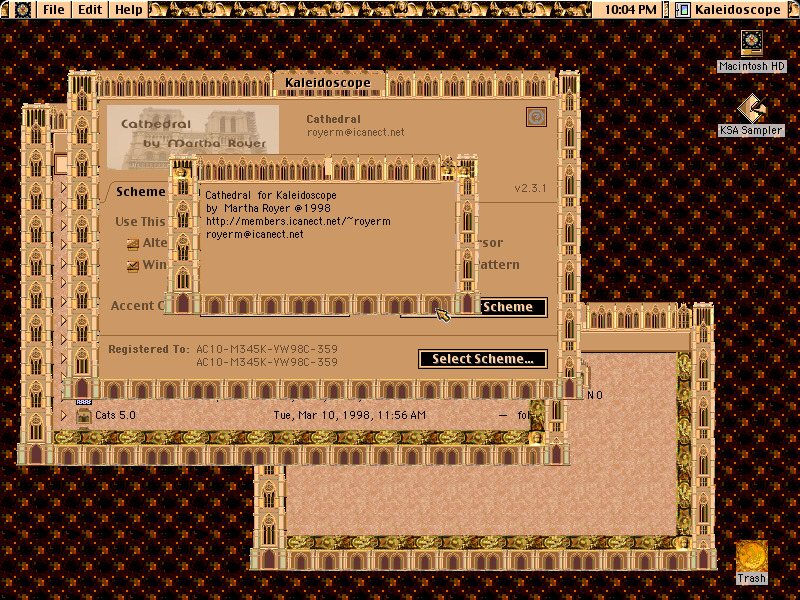 File Edit Help 10:04 PM Kaleidoscope
Macintosh HD
KSA Sampler
Kaleidoscope
Cathedral
by Martha Royer
Cathedral
royerm@icanect.net
Scheme
v2.3.1
Cathedral for Kaleidoscope
by Martha Royer @1998
http://members.icanect.net/~royerm
royerm@icanect.net
Use This
Alte
rsor
Win
attern
Accent C
Scheme
Registered To: AC10-M345K-VW98C-359
AC10-M345K-VW98C-359
Select Scheme...
N O
Cats 5.0 Tue, Mar 10, 1998, 11:56 AM — fol
Trash